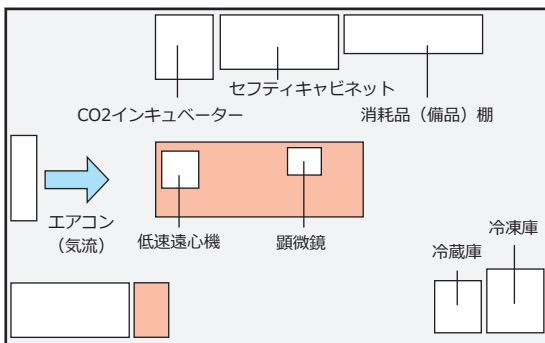 セフティキャビネット
CO2インキュベーター
消耗品（備品）棚
エアコン
（気流）
低速遠心機
顕微鏡
冷蔵庫
冷凍庫